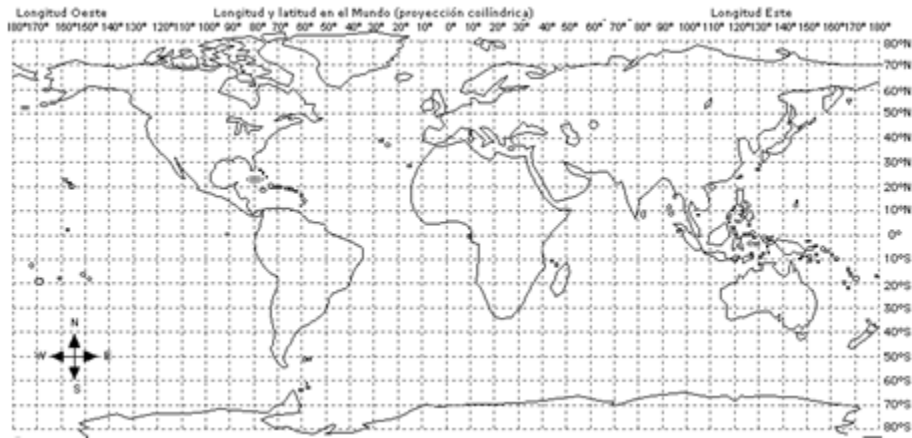 Longitud Oeste Longitud y latitud en el Mundo (proyección coilíndrica) Longitud Este
180°170° 160°150° 140°130° 120°110° 100° 90° 80° 70° 60° 50° 40° 30° 20° 10° 0° 10° 20° 30° 40° 50° 60° 70° 80° 90° 100° 110° 120°130° 140°150° 160°170° 180°
80°N
70°N
60°N
50°N
40°N
30°N
20°N
10°N
0°
10°S
20°S
30°S
40°S
N
W E
50°S
S
60°S
70°S
80°S